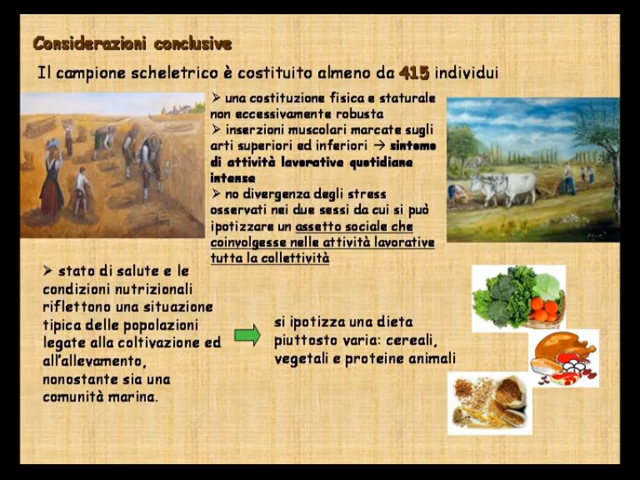 Considerazioni conclusive
Il campione scheletrico è costituito almeno da 415 individui
➢ una costituzione fisica e staturale
non eccessivamente robusta
➢ inserzioni muscolari marcate sugli
arti superiori ed inferiori → sintomo
di attività lavorative quotidiane
intense
➢ no divergenza degli stress
osservati nei due sessi da cui si può
ipotizzare un assetto sociale che
coinvolgesse nelle attività lavorative
tutta la collettività
➢ stato di salute e le
condizioni nutrizionali
riflettono una situazione
tipica delle popolazioni
legate alla coltivazione ed
all'allevamento,
nonostante sia una
comunità marina.
si ipotizza una dieta
piuttosto varia: cereali,
vegetali e proteine animali